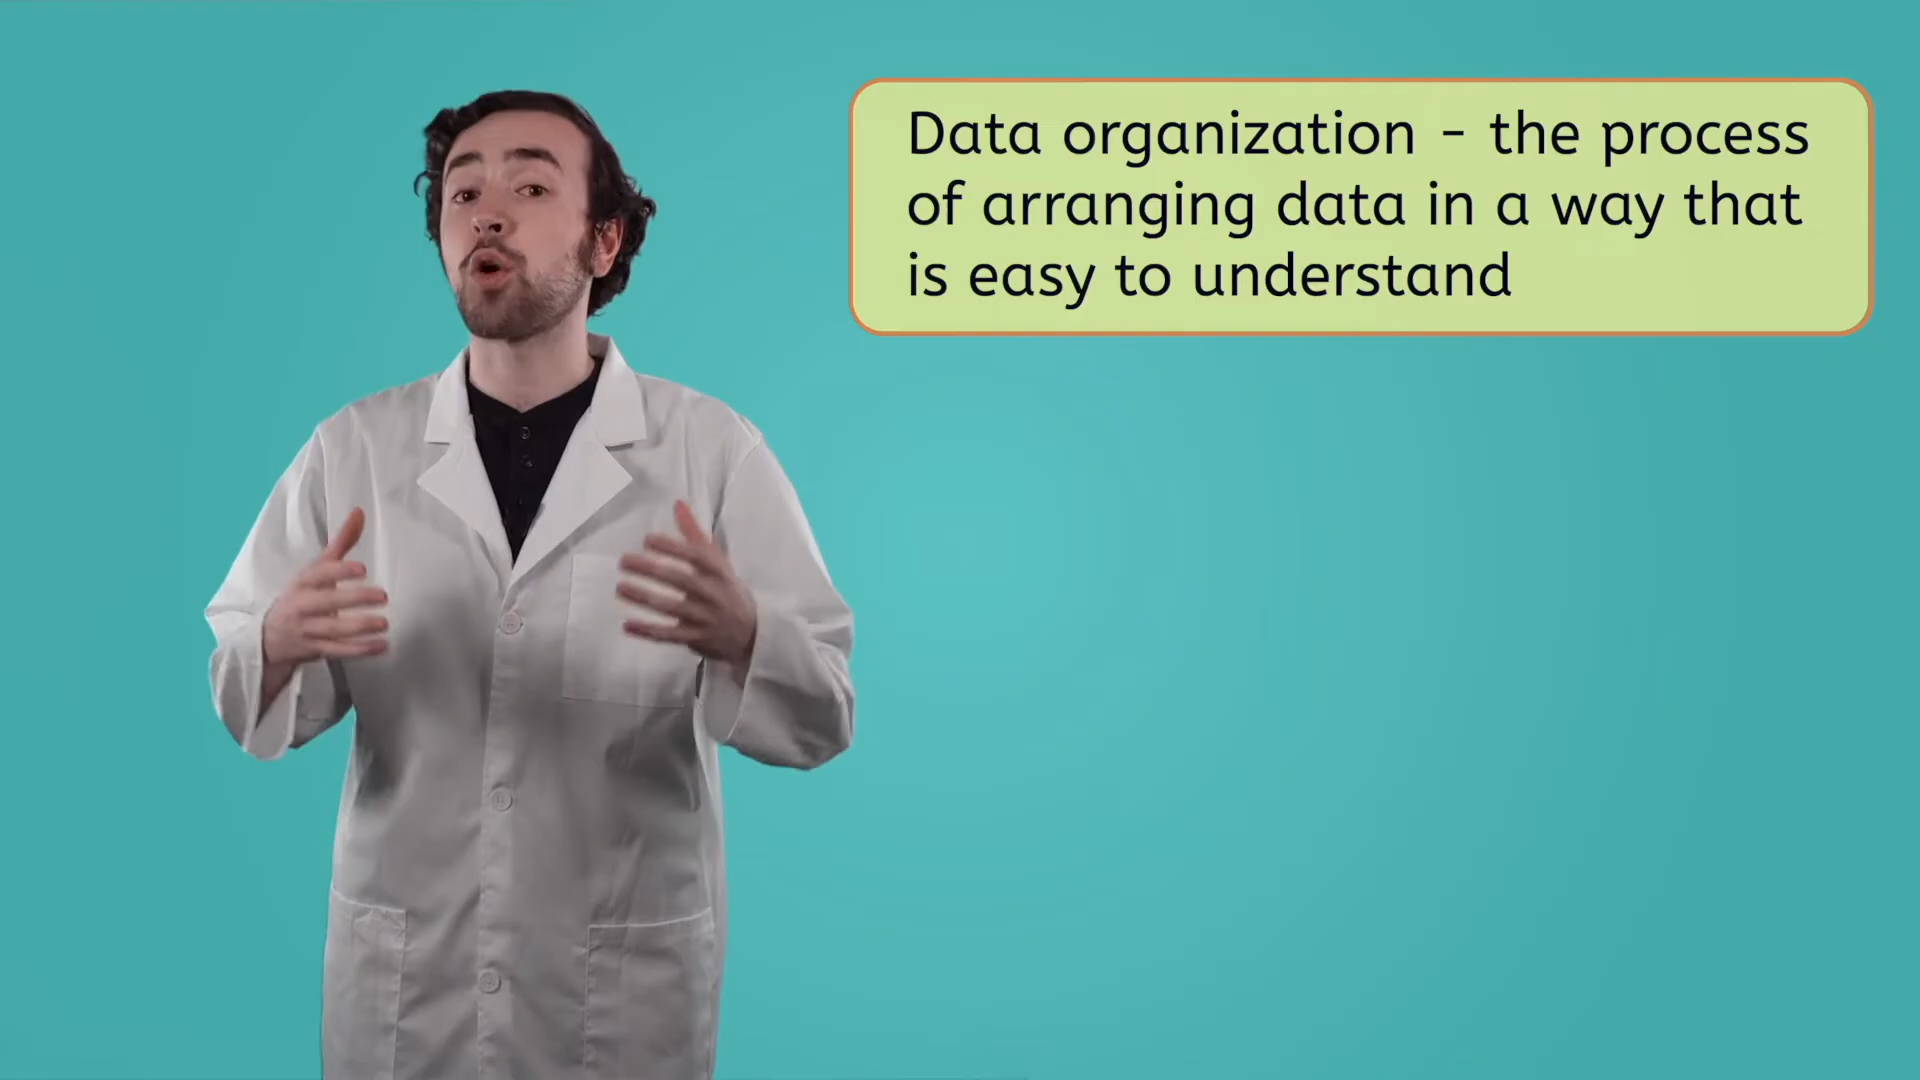 Data organization - the process
of arranging data in a way that
is easy to understand